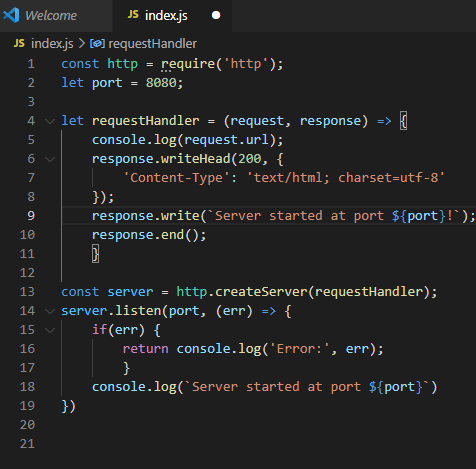 Welcome JS index.js
JS index.js > requestHandler
1 const http = require('http');
2 let port = 8080;
3
4 let requestHandler = (request, response) => {
5 console.log(request.url);
6 response.writeHead(200, {
7 'Content-Type': 'text/html; charset=utf-8'
8 });
9 response.write(`Server started at port ${port}!`);
10 response.end();
11 }
12
13 const server = http.createServer(requestHandler);
14 server.listen(port, (err) => {
15 if(err) {
16 return console.log('Error:', err);
17 }
18 console.log(`Server started at port ${port}`)
19 })
20
21